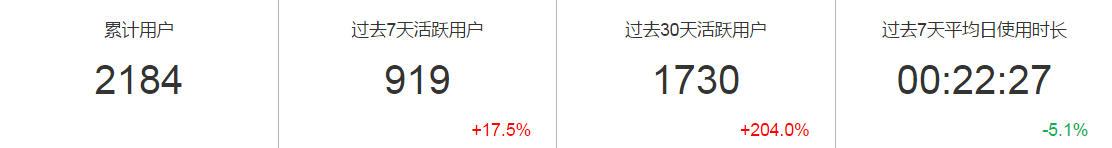 累计用户
2184
过去7天活跃用户
919
+17.5%
过去30天活跃用户
1730
+204.0%
过去7天平均日使用时长
00:22:27
-5.1%